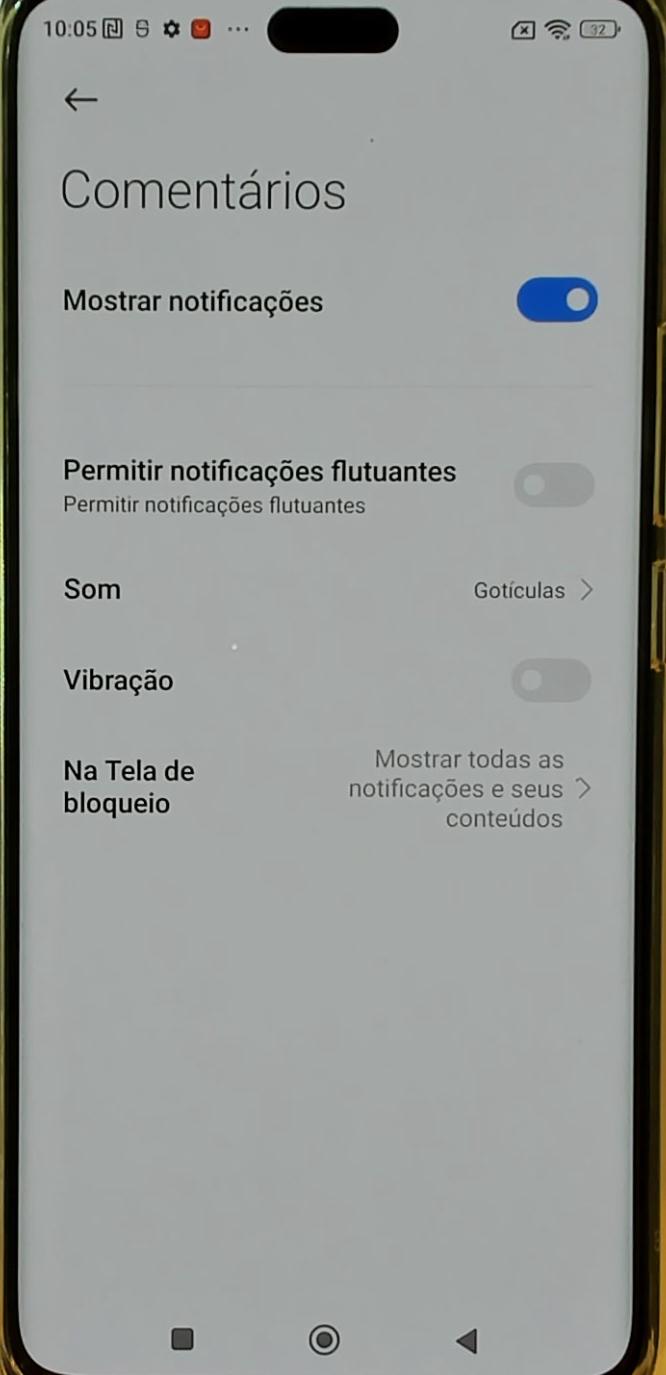 10:05
32
Comentários
Mostrar notificações
Permitir notificações flutuantes
Permitir notificações flutuantes
Som
Gotículas
Vibração
Na Tela de
bloqueio
Mostrar todas as
notificações e seus
conteúdos